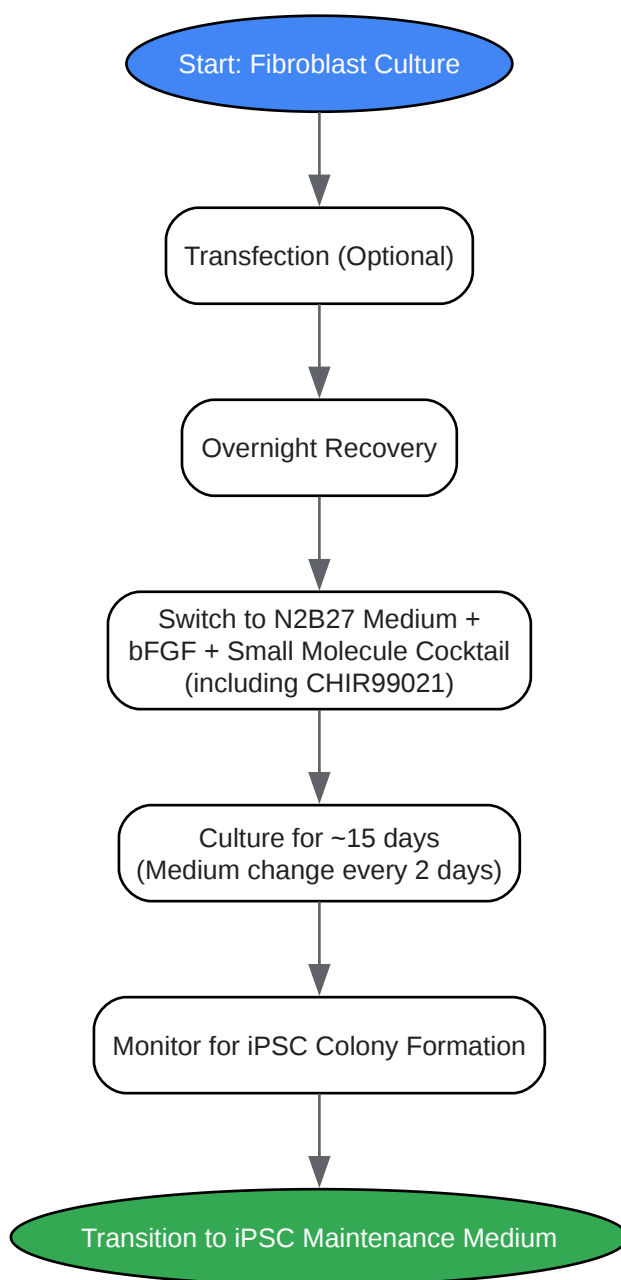 Start: Fibroblast Culture
Transfection (Optional)
Overnight Recovery
Switch to N2B27 Medium +
bFGF + Small Molecule Cocktail
(including CHIR99021)
Culture for ~15 days
(Medium change every 2 days)
Monitor for iPSC Colony Formation
Transition to iPSC Maintenance Medium